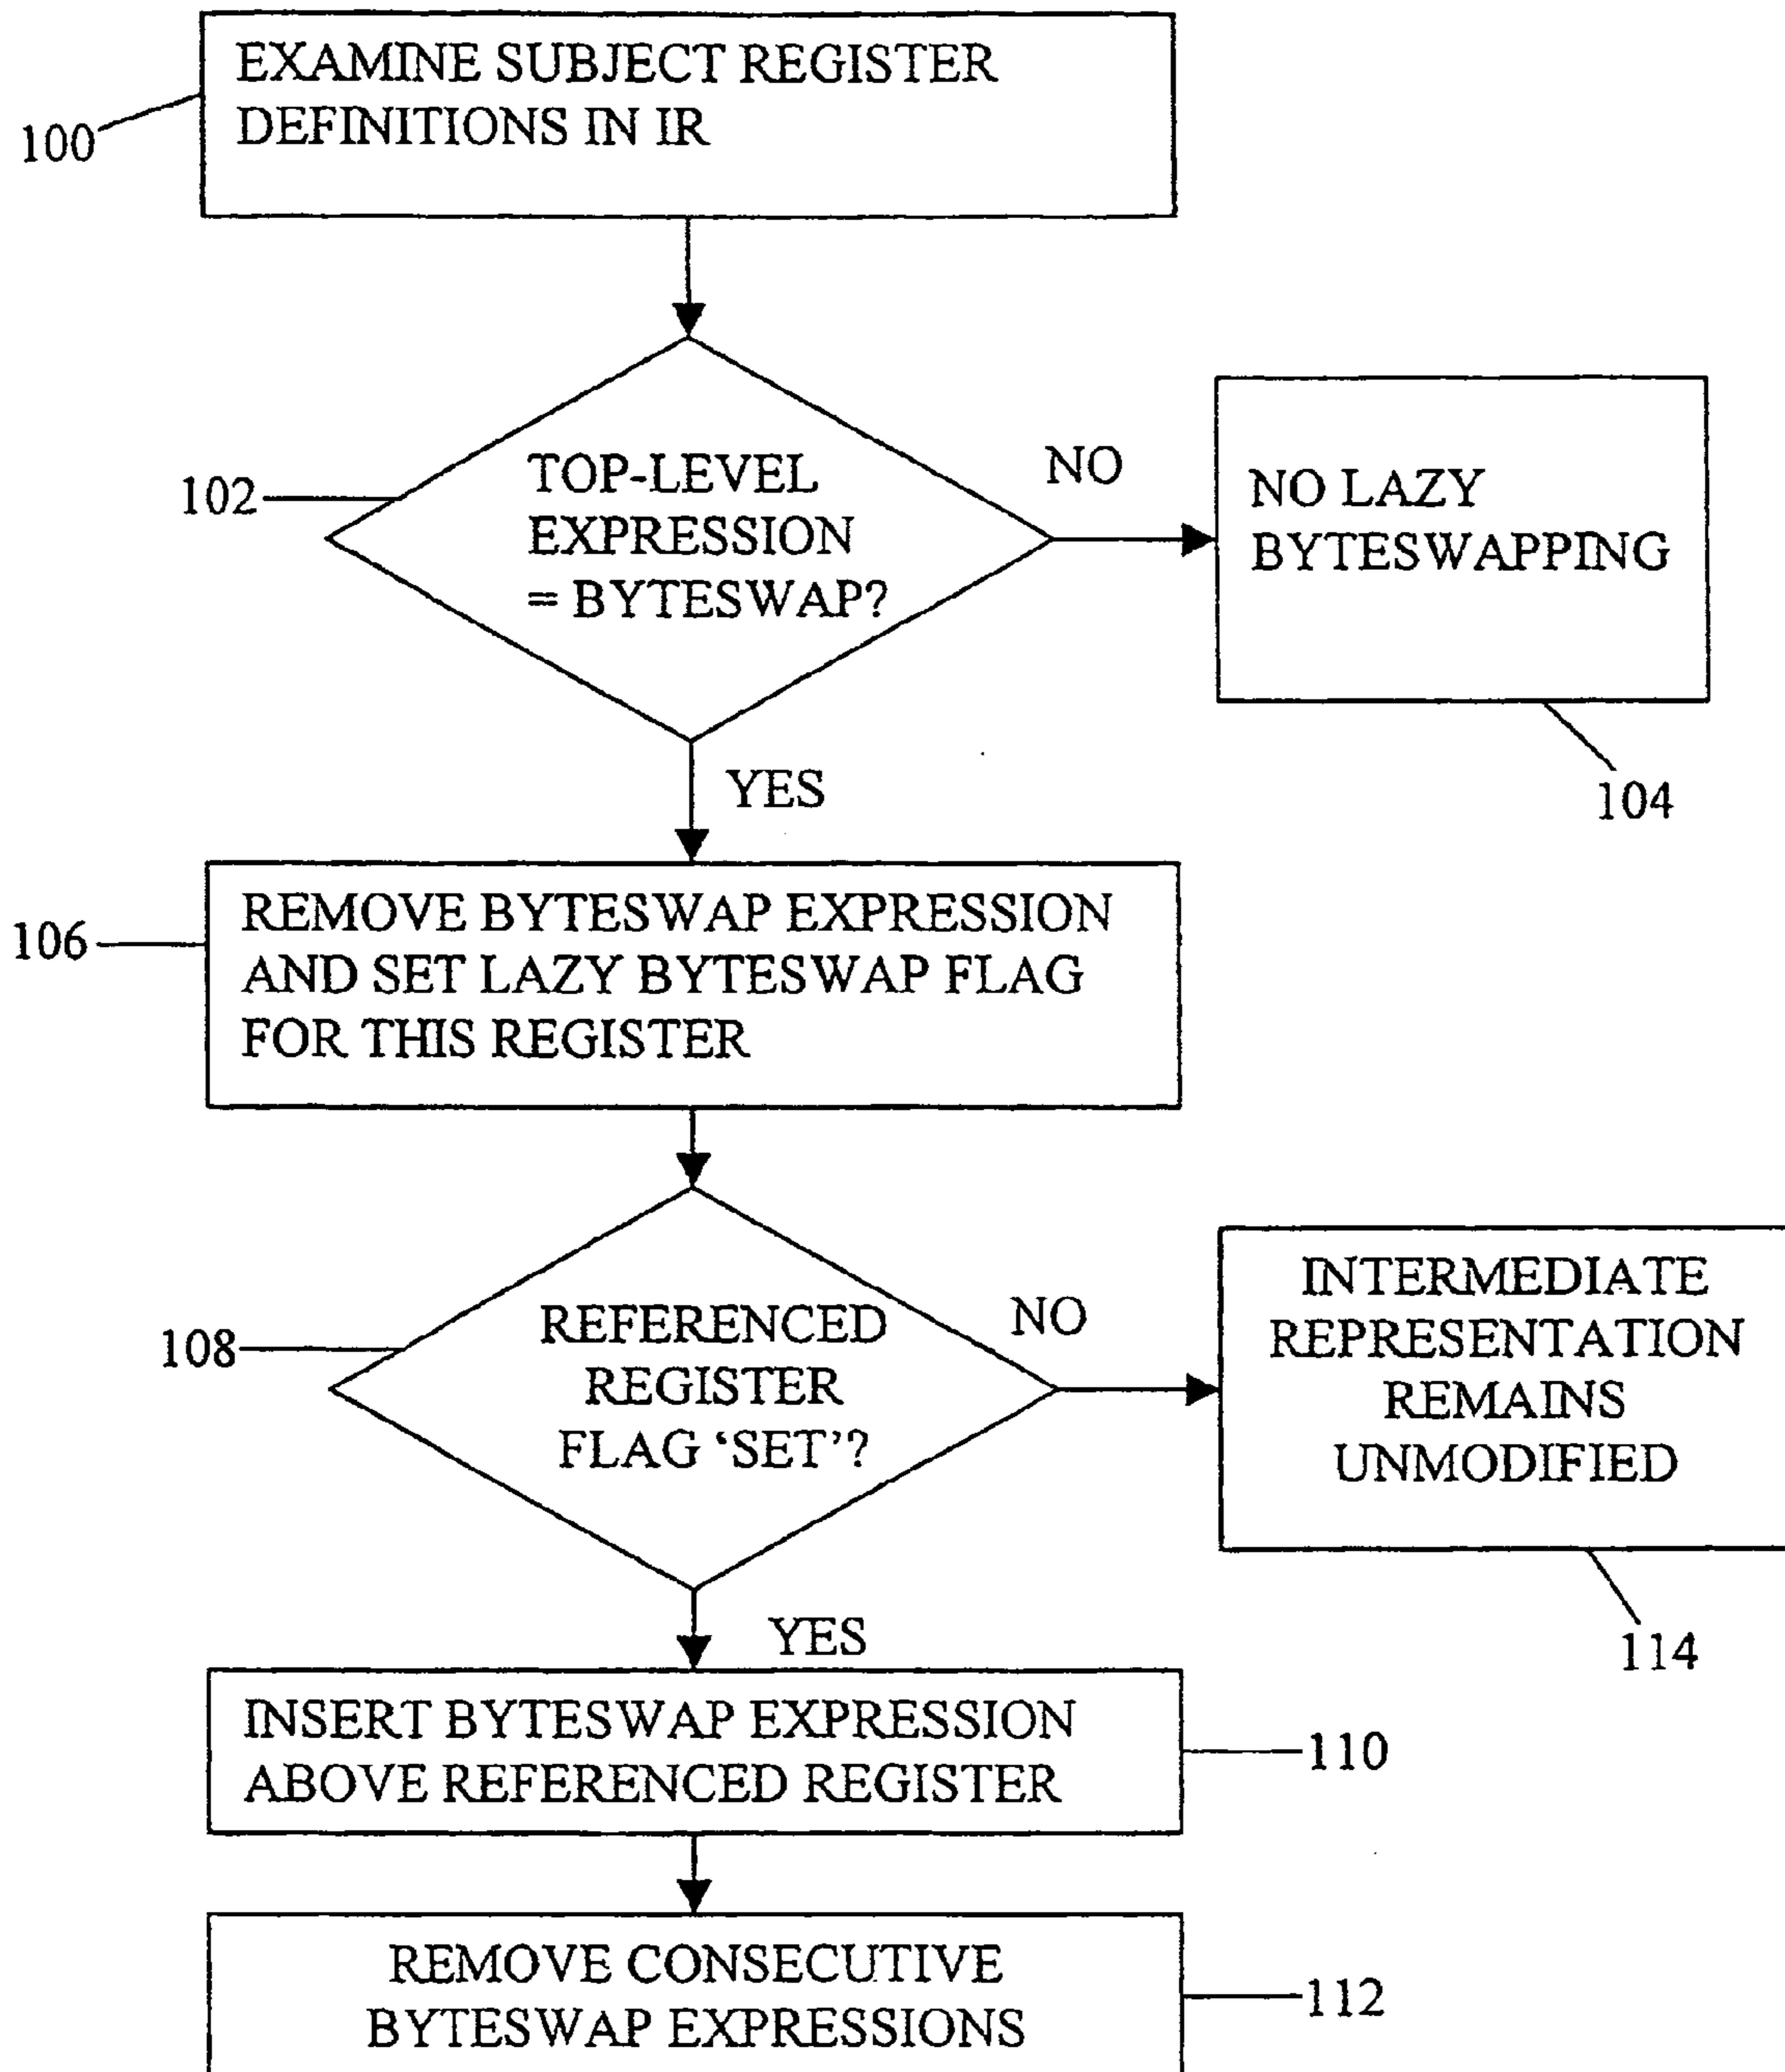 EXAMINE SUBJECT REGISTER
DEFINITIONS IN IR
100
TOP-LEVEL
EXPRESSION
= BYTESWAP?
102
NO
NO LAZY
BYTESWAPPING
104
YES
REMOVE BYTESWAP EXPRESSION
AND SET LAZY BYTESWAP FLAG
FOR THIS REGISTER
106
REFERENCED
REGISTER
FLAG ‘SET’?
108
NO
INTERMEDIATE
REPRESENTATION
REMAINS
UNMODIFIED
114
YES
INSERT BYTESWAP EXPRESSION
ABOVE REFERENCED REGISTER
110
REMOVE CONSECUTIVE
BYTESWAP EXPRESSIONS
112